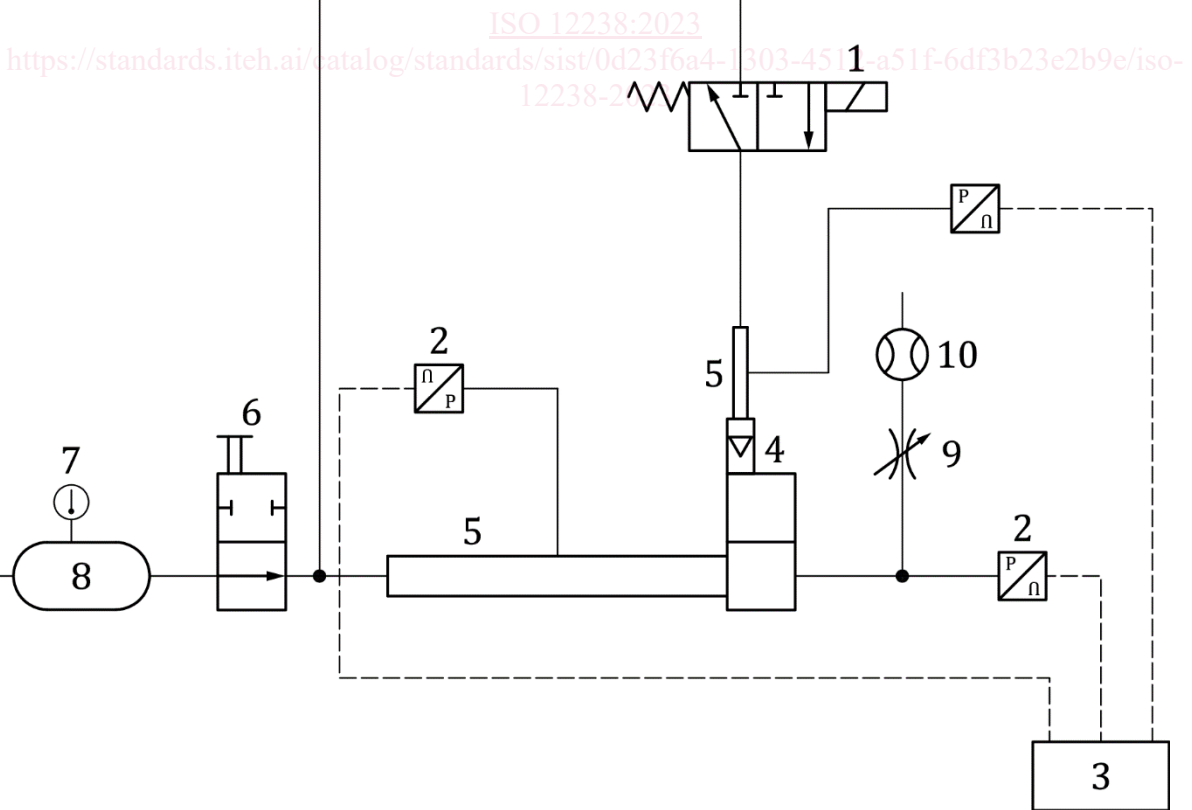 ISO 12238:2023
https://standards.iteh.ai/catalog/standards/sist/0d23f6a4-1303-451 -a51f-6df3b23e2b9e/iso-
12238-2023
1
P
U
2
U
P
5
10
6
4
9
7
5
2
P
U
8
3